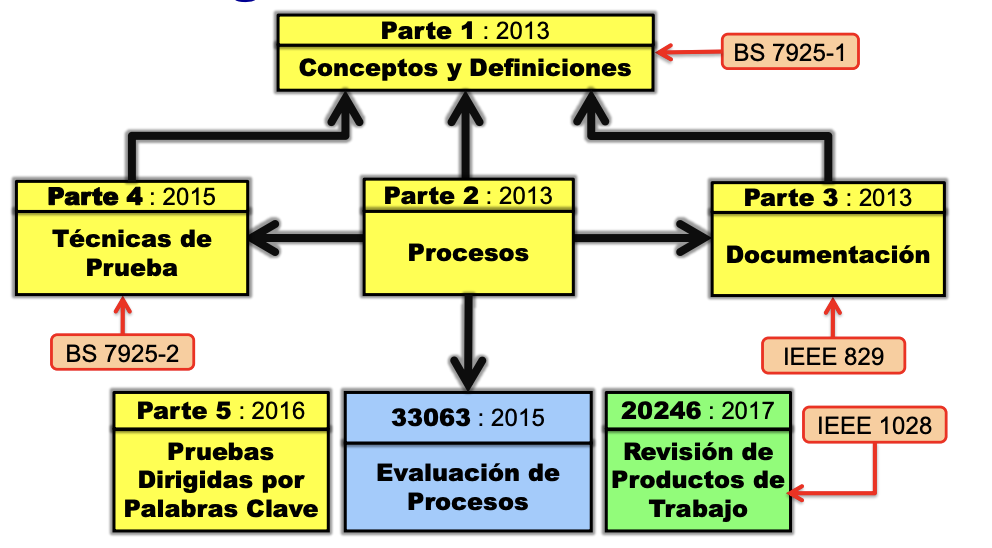 Parte 1 : 2013
Conceptos y Definiciones
BS 7925-1
Parte 4 : 2015
Técnicas de
Prueba
Parte 2 : 2013
Procesos
Parte 3 : 2013
Documentación
BS 7925-2
IEEE 829
Parte 5 : 2016
Pruebas
Dirigidas por
Palabras Clave
33063 : 2015
Evaluación de
Procesos
20246 : 2017
Revisión de
Productos de
Trabajo
IEEE 1028